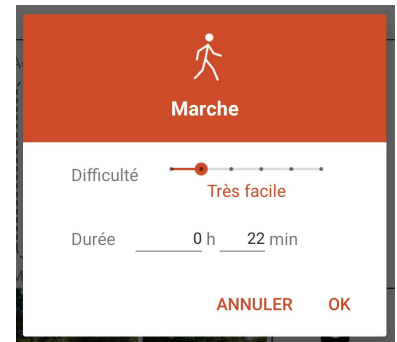 Marche
Difficulté
Très facile
Durée 0 h 22 min
ANNULER OK